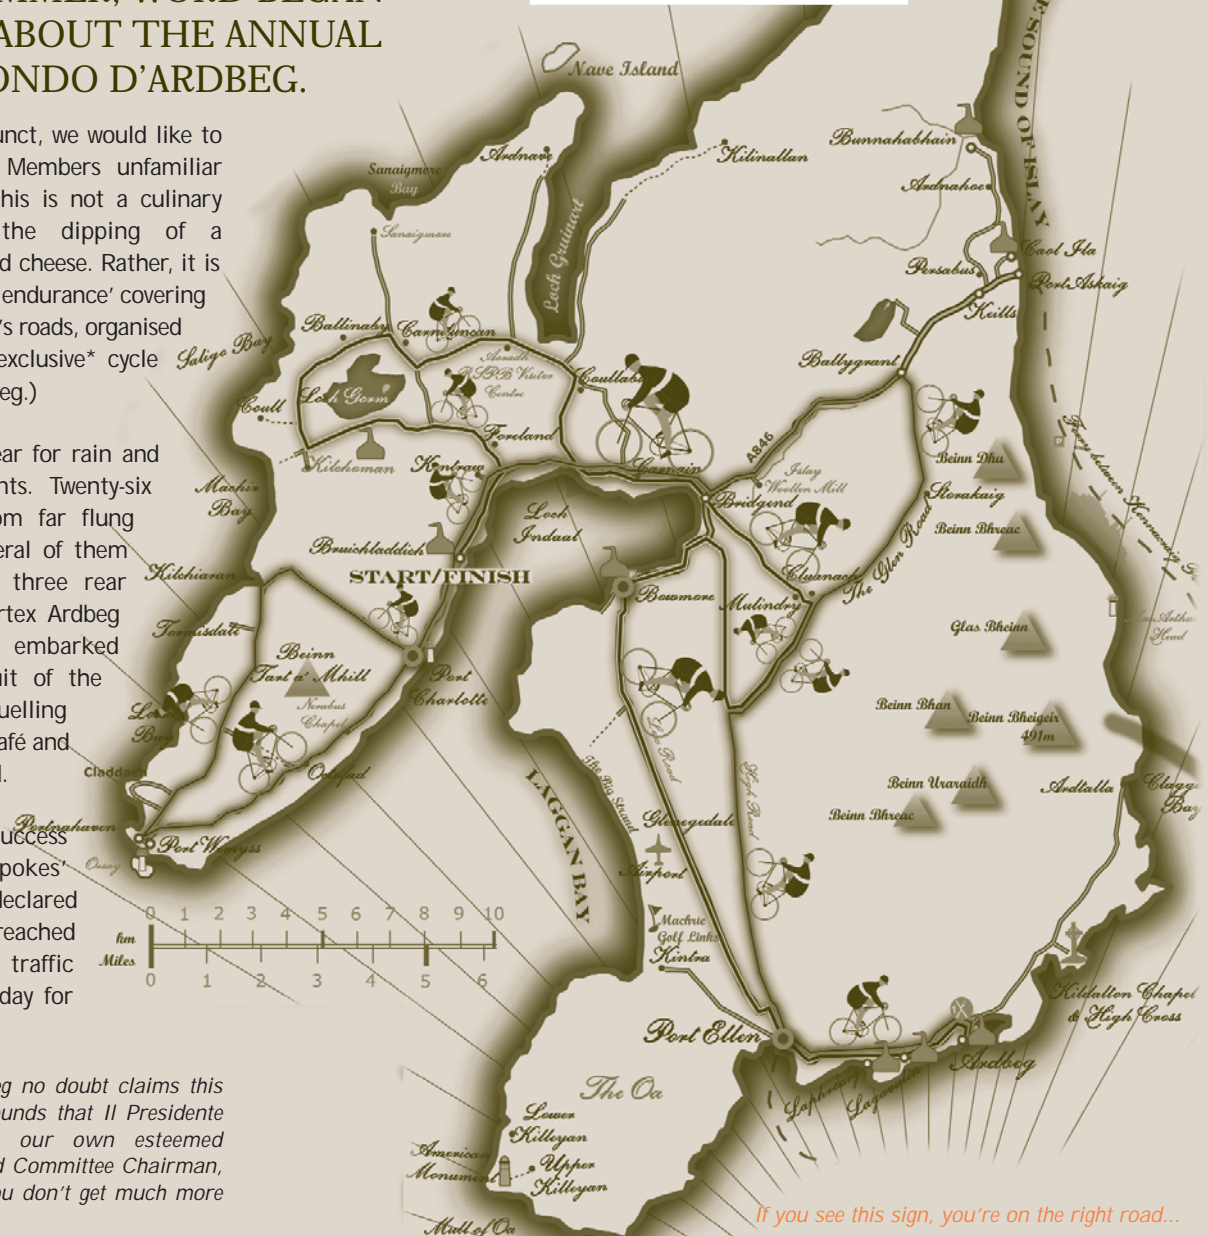 MMER, WORD BEGAN
ABOUT THE ANNUAL
ONDO D'ARDBEG.
unct, we would like to
Members unfamiliar
his is not a culinary
the dipping of a
d cheese. Rather, it is
endurance' covering
's roads, organised
exclusive* cycle
eg.)
ear for rain and
nts. Twenty-six
om far flung
eral of them
three rear
rtex Ardbeg
embarked
uit of the
uelling
afé and
l.
uccess
pokes'
declared
reached
traffic
day for
eg no doubt claims this
ounds that Il Presidente
our own esteemed
d Committee Chairman,
ou don't get much more
Nave Island
SOUND OF ISLAY
Bunnahabhain
Ardnave
Kilinallan
Sanaigmore
Bay
Ardnahoe
Sanaigmore
Loch Gruinart
Caol Ila
Persabus
Port Askaig
Keills
Ballinaby
Saligo Bay
Aoradh
RSPB Visitor
Centre
Ballygrant
Coull
Loch Gorm
Foreland
A846
Kilchoman
Beinn Dhu
Islay
Woollen Mill
Machir
Bay
Bridgend
Storakaig
Loch
Indaal
Beinn Bhreac
Bruichladdich
START/FINISH
Kilchiaran
Cluanach
The Glen Road
Bowmore
Mulindry
Tormisdale
Glas Bheinn
Beinn
Tart a' Mhill
Port
Charlotte
Nerabus
Chapel
Beinn Bhan
Beinn Bheigeir
491m
Octofad
Claddach
LAGGAN BAY
The Big Strand
High Road
Beinn Uraraidh
Ardtalla
Beinn Bhreac
Glenegedale
Portnahaven
Port Wemyss
Orsay
Airport
0 1 2 3 4 5 6 7 8 9 10
km
Miles
0 1 2 3 4 5 6
Machrie
Golf Links
Kintra
Kildalton Chapel
& High Cross
Port Ellen
Ardbeg
Laphroaig
Lagavulin
The Oa
Lower
Killeyan
American
Monument
Upper
Killeyan
Mull of Oa
If you see this sign, you're on the right road...